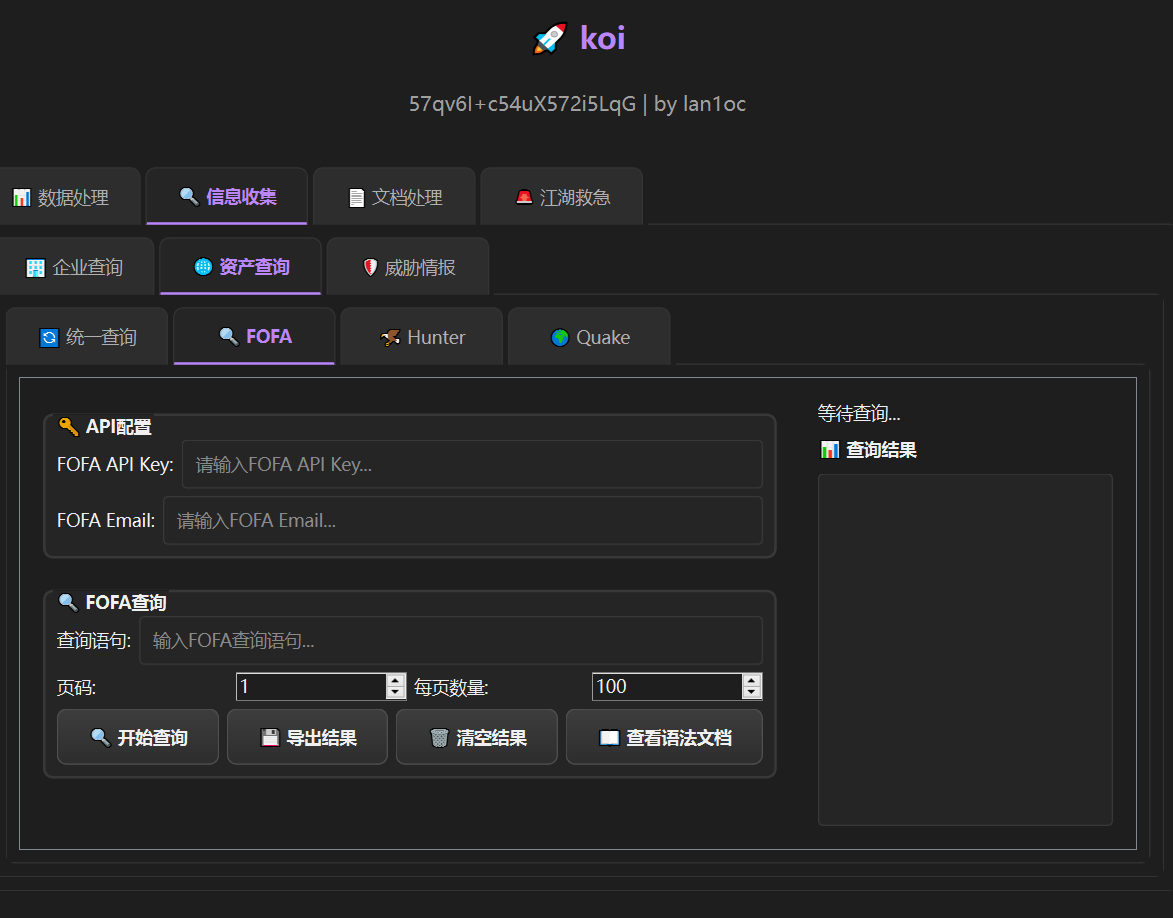 koi
57qv6I+c54uX572i5LqG | by lan1oc
数据处理 信息收集 文档处理 江湖救急
企业查询 资产查询 威胁情报
统一查询 FOFA Hunter Quake
API配置
FOFA API Key: 请输入FOFA API Key...
FOFA Email: 请输入FOFA Email...
FOFA查询
查询语句: 输入FOFA查询语句...
页码: 1 每页数量: 100
开始查询 导出结果 清空结果 查看语法文档
等待查询...
查询结果